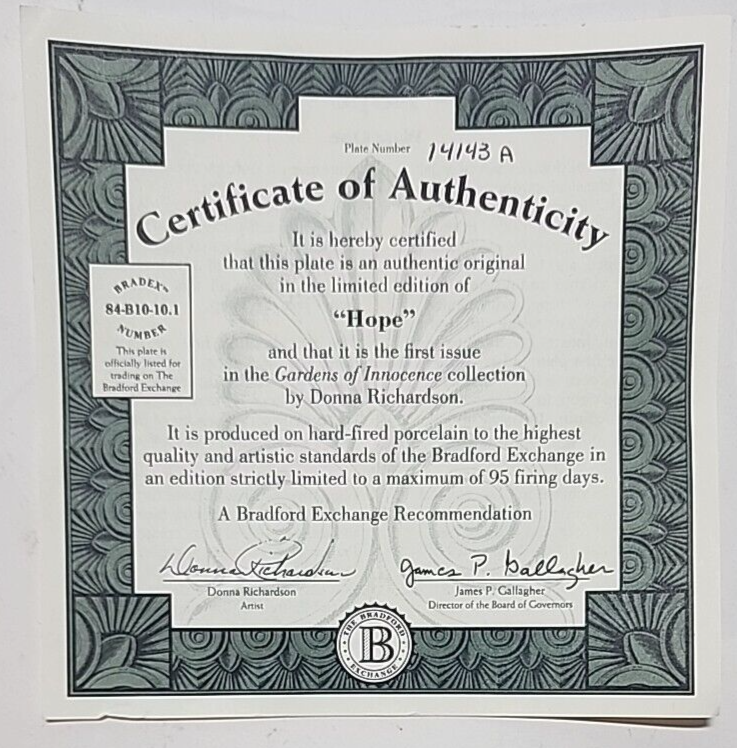 Plate Number 14143 A
Certificate of Authenticity
It is hereby certified
that this plate is an authentic original
in the limited edition of
“Hope”
and that it is the first issue
in the Gardens of Innocence collection
by Donna Richardson.
BRADEX™
84-B10-10.1
NUMBER
This plate is
officially listed for
trading on The
Bradford Exchange
It is produced on hard-fired porcelain to the highest
quality and artistic standards of the Bradford Exchange in
an edition strictly limited to a maximum of 95 firing days.
A Bradford Exchange Recommendation
Donna Richardson James P. Gallagher
Donna Richardson James P. Gallagher
Artist Director of the Board of Governors
THE BRADFORD
B
EXCHANGE